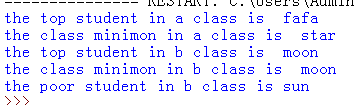 --------------- RESTART: C:\Users\Admin
the top student in a class is  fafa
the class minimon in a class is  star
the top student in b class is  moon
the class minimon in b class is  moon
the poor student in b class is sun
>>>